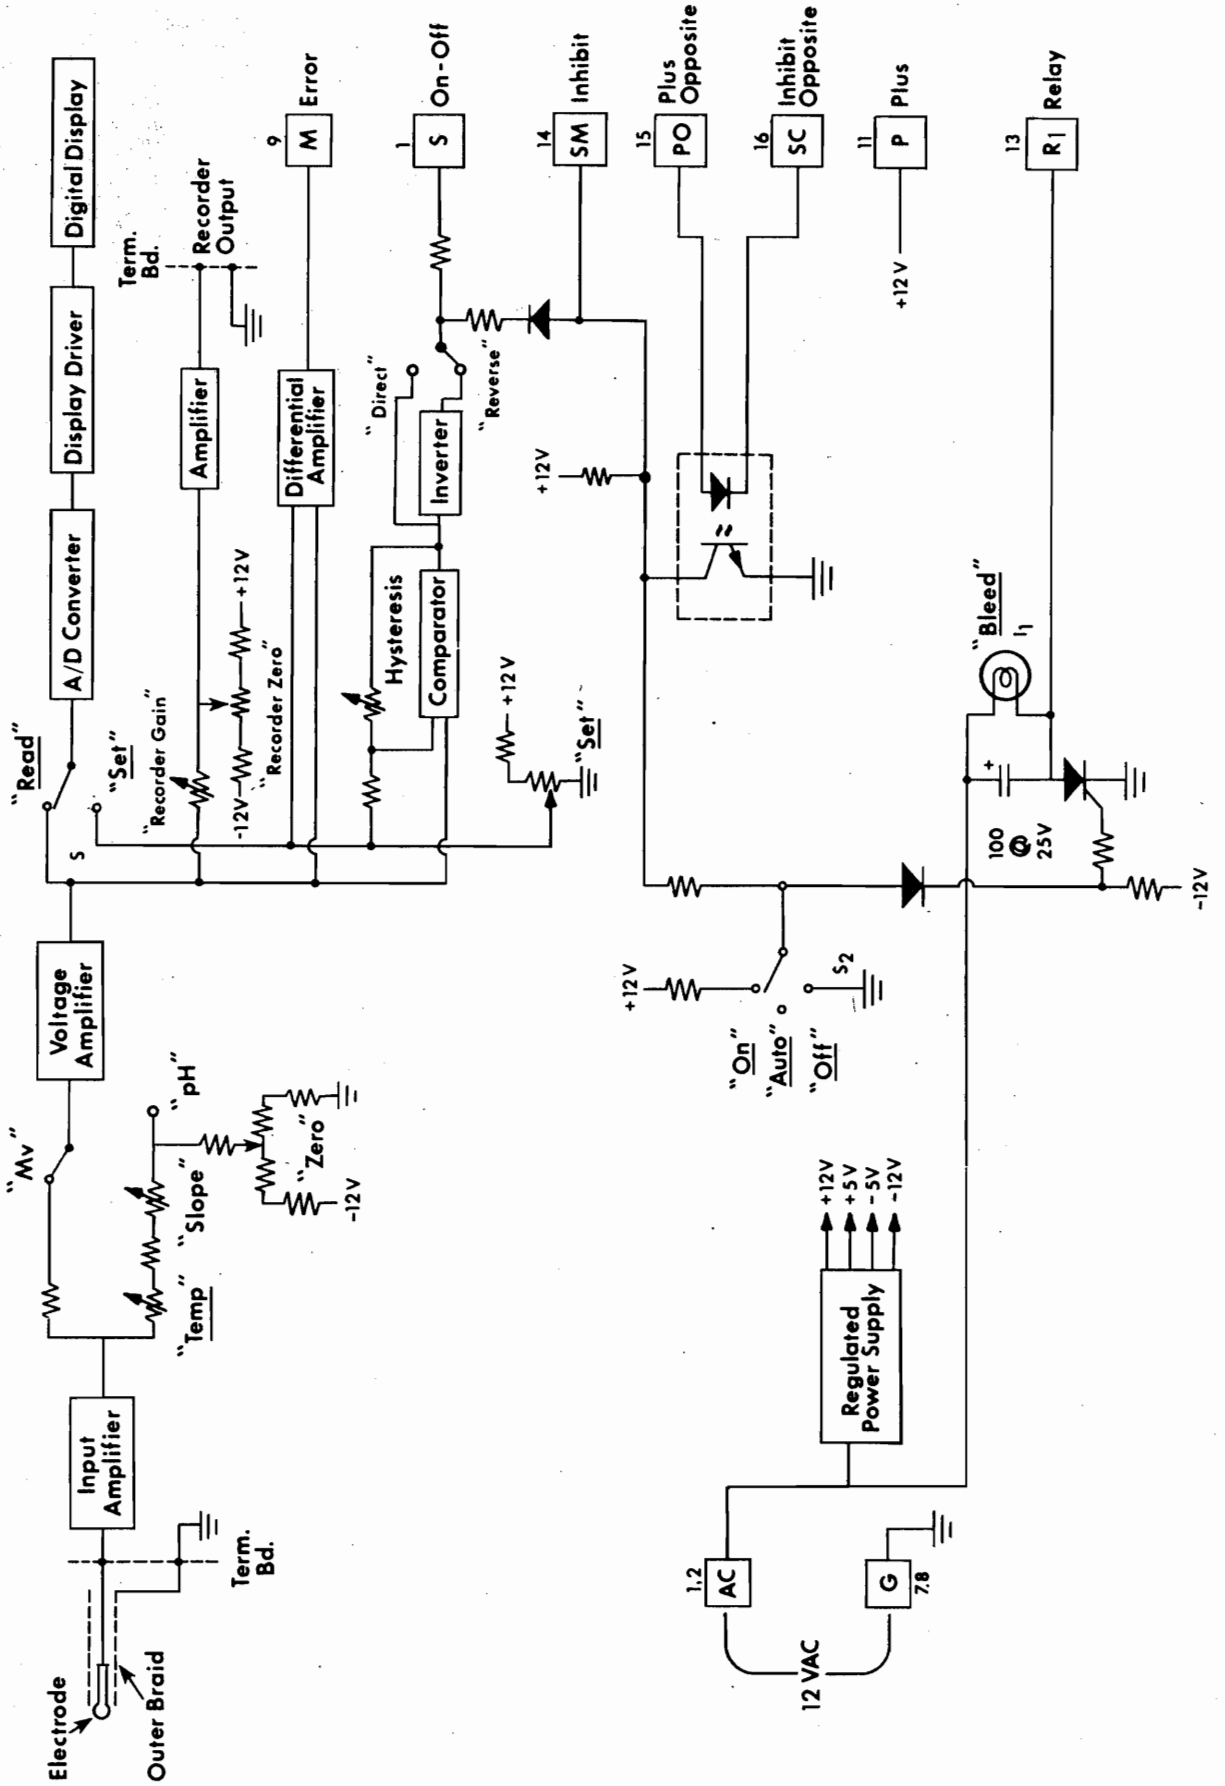 Electrode
Outer Braid
Term.
Bd.
Input
Amplifier
"Mv"
"Temp"
"Slope"
"pH"
"Zero"
-12V
Voltage
Amplifier
"Read"
S
"Set"
A/D Converter
Display Driver
Digital Display
"Recorder Gain"
-12V
+12V
"Recorder Zero"
Amplifier
Term.
Bd.
Recorder
Output
Differential
Amplifier
9
M
Error
Hysteresis
Comparator
Inverter
"Direct"
"Reverse"
1
S
On-Off
+12V
"Set"
14
SM
Inhibit
+12V
15
PO
Plus
Opposite
16
SC
Inhibit
Opposite
+12V
11
P
Plus
13
R1
Relay
+12V
"On"
"Auto"
"Off"
S2
"Bleed"
I1
+
100
@
25V
-12V
Regulated
Power Supply
+12V
+5V
-5V
-12V
1,2
AC
12 VAC
G
7,8